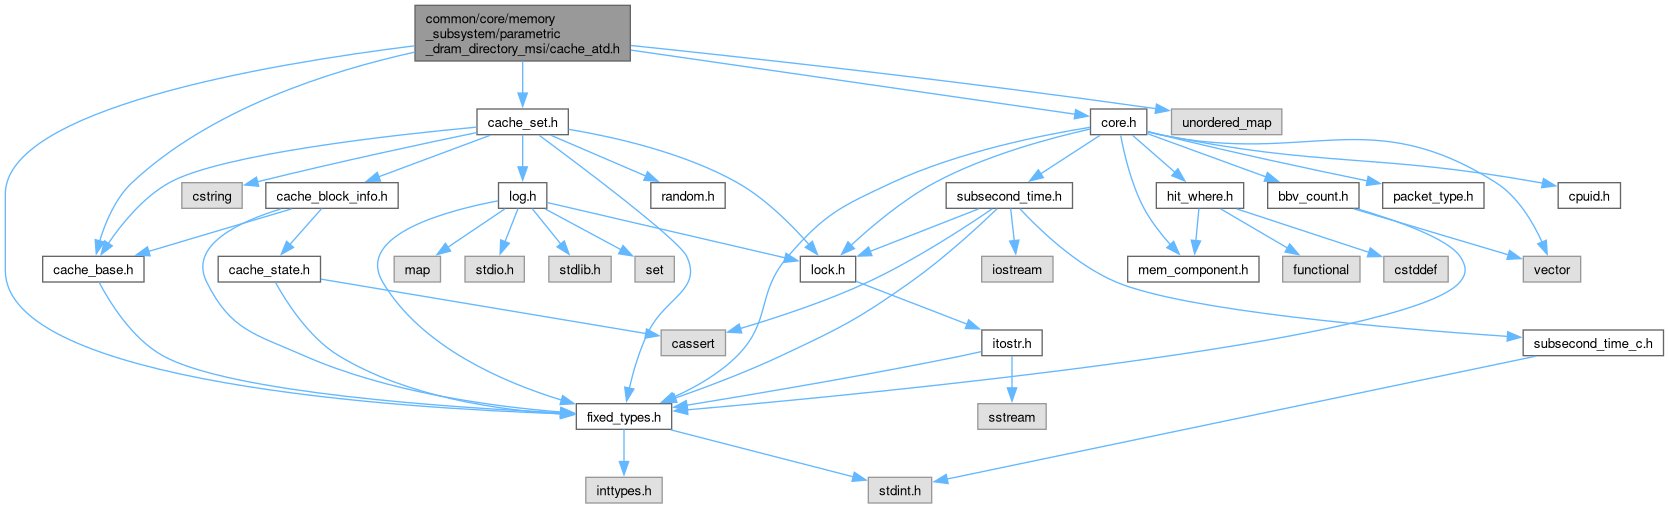 common/core/memory
_subsystem/parametric
_dram_directory_msi/cache_atd.h
cache_set.h
core.h
unordered_map
cstring
cache_block_info.h
log.h
random.h
subsecond_time.h
hit_where.h
bbv_count.h
packet_type.h
cpuid.h
cache_base.h
cache_state.h
map
stdio.h
stdlib.h
set
lock.h
iostream
mem_component.h
functional
cstddef
vector
cassert
itostr.h
subsecond_time_c.h
fixed_types.h
sstream
inttypes.h
stdint.h